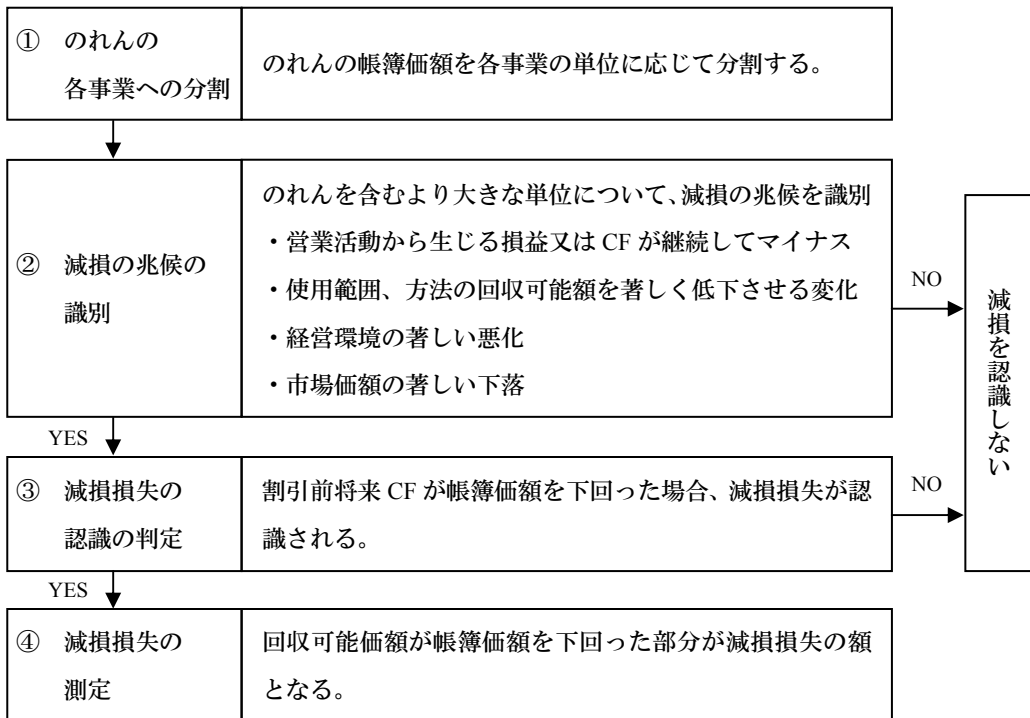 ① のれんの
各事業への分割
のれんの帳簿価額を各事業の単位に応じて分割する。
② 減損の兆候の
識別
のれんを含むより大きな単位について、減損の兆候を識別
・営業活動から生じる損益又は CF が継続してマイナス
・使用範囲、方法の回収可能額を著しく低下させる変化
・経営環境の著しい悪化
・市場価額の著しい下落
NO
減損を認識しない
YES
③ 減損損失の
認識の判定
割引前将来 CF が帳簿価額を下回った場合、減損損失が認
識される。
NO
YES
④ 減損損失の
測定
回収可能価額が帳簿価額を下回った部分が減損損失の額
となる。